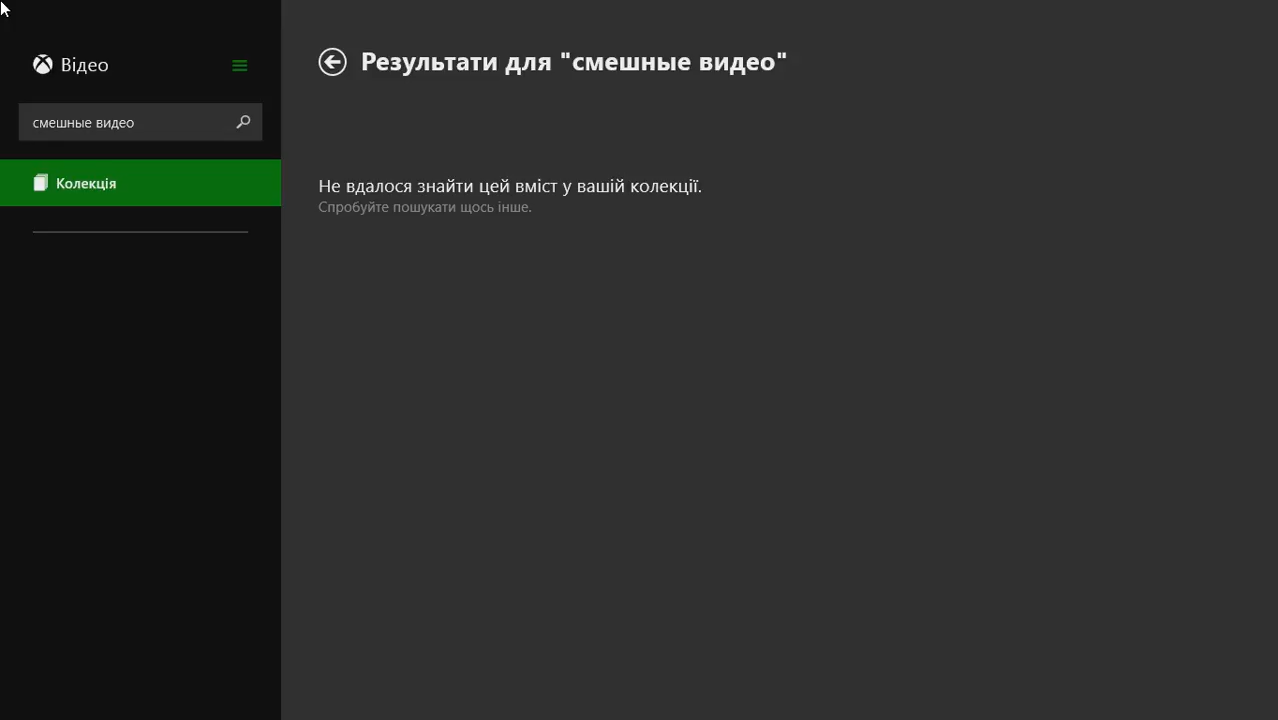 Відео
смешные видео
Колекція
Результати для "смешные видео"
Не вдалося знайти цей вміст у вашій колекції.
Спробуйте пошукати щось інше.